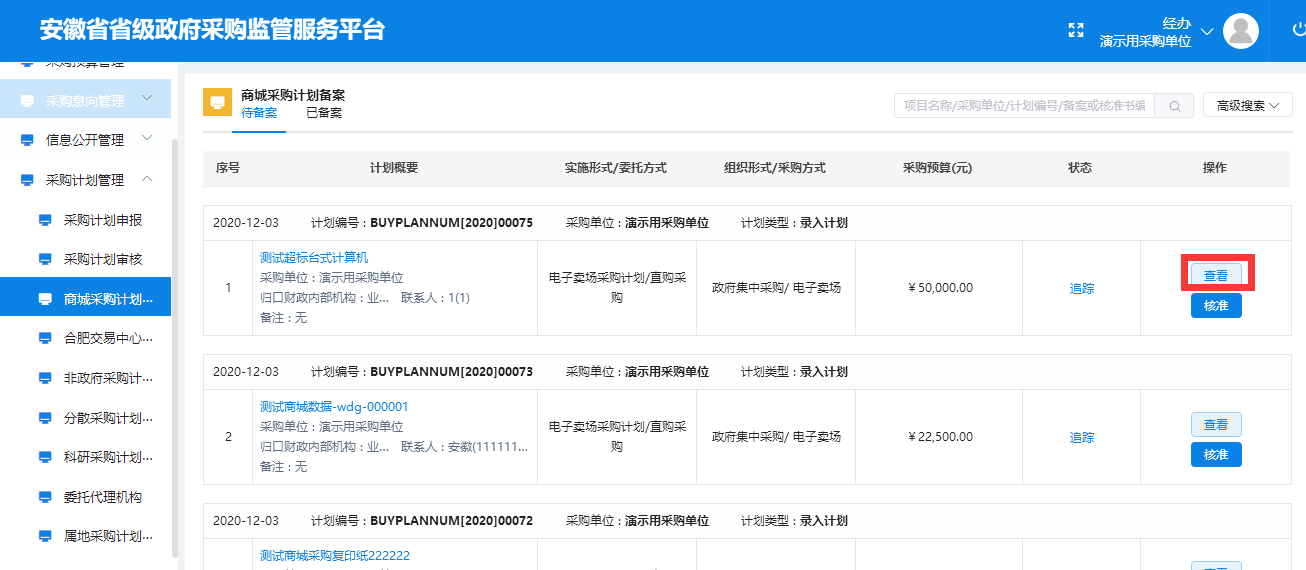 安徽省省级政府采购监管服务平台
经办
演示用采购单位
采购预算管理
采购意向管理
信息公开管理
采购计划管理
采购计划申报
采购计划审核
商城采购计划...
合肥交易中心...
非政府采购计...
分散采购计划...
科研采购计划...
委托代理机构
属地采购计划...
商城采购计划备案
待备案 已备案
项目名称/采购单位/计划编号/备案或核准书编 高级搜索
序号 计划概要 实施形式/委托方式 组织形式/采购方式 采购预算(元) 状态 操作
2020-12-03 计划编号：BUYPLANNUM[2020]00075 采购单位：演示用采购单位 计划类型：录入计划
测试超标台式计算机
采购单位：演示用采购单位
1 归口财政内部机构：业... 联系人：1(1)
备注：无
电子卖场采购计划/直购采
购
政府集中采购/ 电子卖场
￥50,000.00
追踪
查看
核准
2020-12-03 计划编号：BUYPLANNUM[2020]00073 采购单位：演示用采购单位 计划类型：录入计划
测试商城数据-wdg-000001
采购单位：演示用采购单位
2 归口财政内部机构：业... 联系人：安徽(111111...
备注：无
电子卖场采购计划/直购采
购
政府集中采购/ 电子卖场
￥22,500.00
追踪
查看
核准
2020-12-03 计划编号：BUYPLANNUM[2020]00072 采购单位：演示用采购单位 计划类型：录入计划
测试商城采购复印纸222222